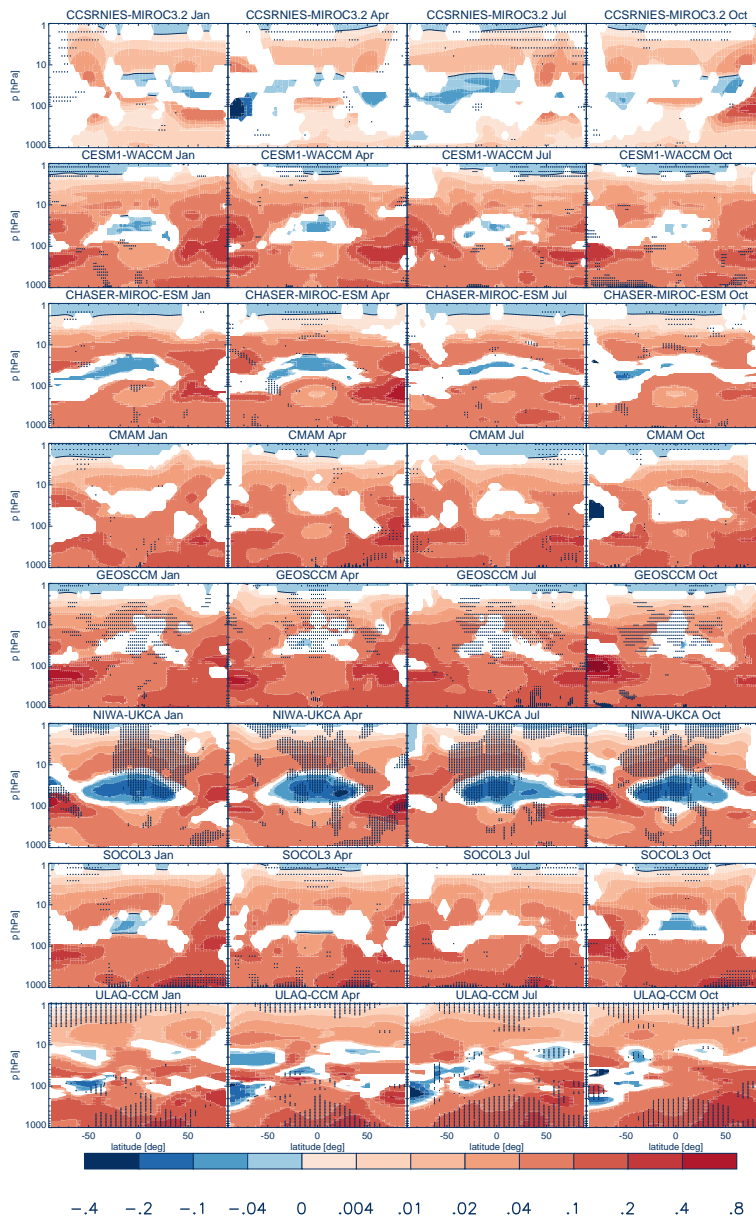 CCSRNIES-MIROC3.2 Jan CCSRNIES-MIROC3.2 Apr CCSRNIES-MIROC3.2 Jul CCSRNIES-MIROC3.2 Oct
1
10
100
1000
p [hPa]
CESM1-WACCM Jan CESM1-WACCM Apr CESM1-WACCM Jul CESM1-WACCM Oct
1
10
100
1000
p [hPa]
CHASER-MIROC-ESM Jan CHASER-MIROC-ESM Apr CHASER-MIROC-ESM Jul CHASER-MIROC-ESM Oct
1
10
100
1000
p [hPa]
CMAM Jan CMAM Apr CMAM Jul CMAM Oct
1
10
100
1000
p [hPa]
GEOSCCM Jan GEOSCCM Apr GEOSCCM Jul GEOSCCM Oct
1
10
100
1000
p [hPa]
NIWA-UKCA Jan NIWA-UKCA Apr NIWA-UKCA Jul NIWA-UKCA Oct
1
10
100
1000
p [hPa]
SOCOL3 Jan SOCOL3 Apr SOCOL3 Jul SOCOL3 Oct
1
10
100
1000
p [hPa]
ULAQ-CCM Jan ULAQ-CCM Apr ULAQ-CCM Jul ULAQ-CCM Oct
1
10
100
1000
p [hPa]
-50 0 50 -50 0 50 -50 0 50 -50 0 50
latitude [deg] latitude [deg] latitude [deg] latitude [deg]
-.4 -.2 -.1 -.04 0 .004 .01 .02 .04 .1 .2 .4 .8